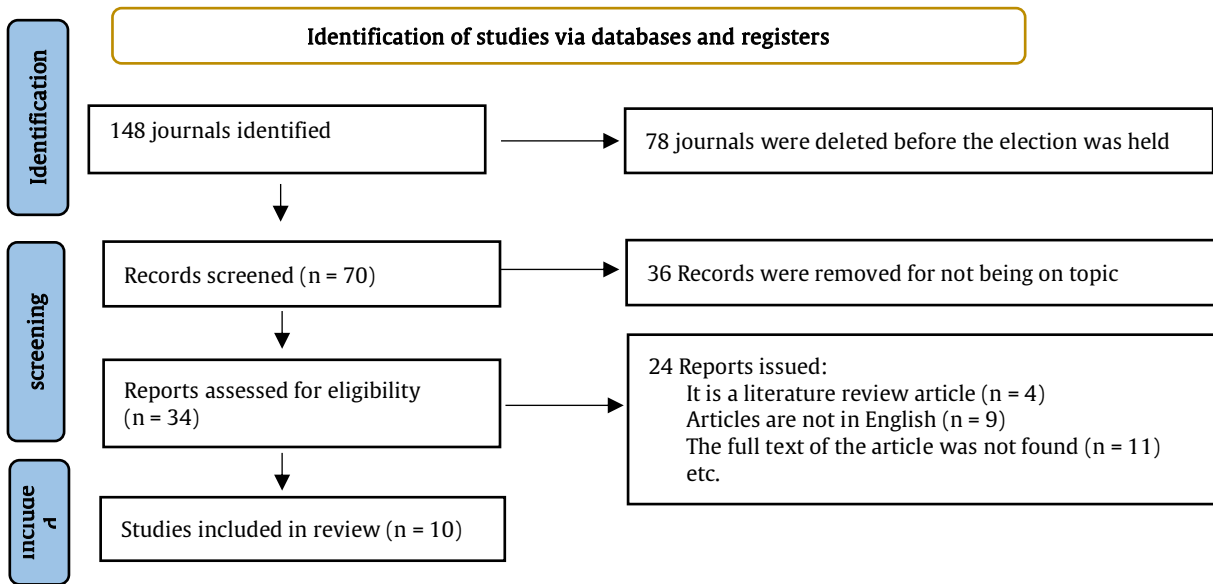 Identification of studies via databases and registers
Identification
148 journals identified
78 journals were deleted before the election was held
screening
Records screened (n = 70)
36 Records were removed for not being on topic
Reports assessed for eligibility
(n = 34)
24 Reports issued:
It is a literature review article (n = 4)
Articles are not in English (n = 9)
The full text of the article was not found (n = 11)
etc.
include
d
Studies included in review (n = 10)